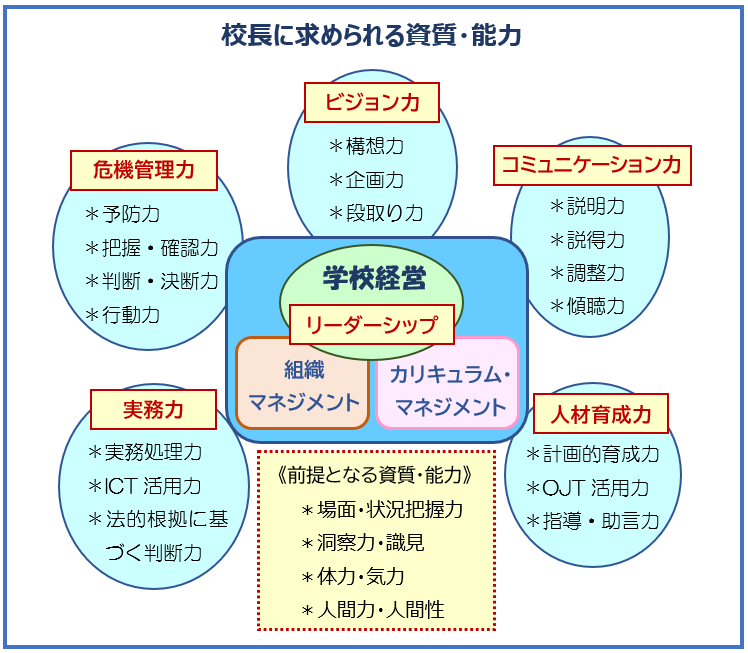 校長に求められる資質・能力
ビジョン力
＊構想力
＊企画力
＊段取り力
危機管理力
＊予防力
＊把握・確認力
＊判断・決断力
＊行動力
コミュニケーション力
＊説明力
＊説得力
＊調整力
＊傾聴力
学校経営
リーダーシップ
組織
マネジメント
カリキュラム・
マネジメント
実務力
＊実務処理力
＊ICT 活用力
＊法的根拠に基
づく判断力
《前提となる資質・能力》
＊場面・状況把握力
＊洞察力・識見
＊体力・気力
＊人間力・人間性
人材育成力
＊計画的育成力
＊OJT 活用力
＊指導・助言力